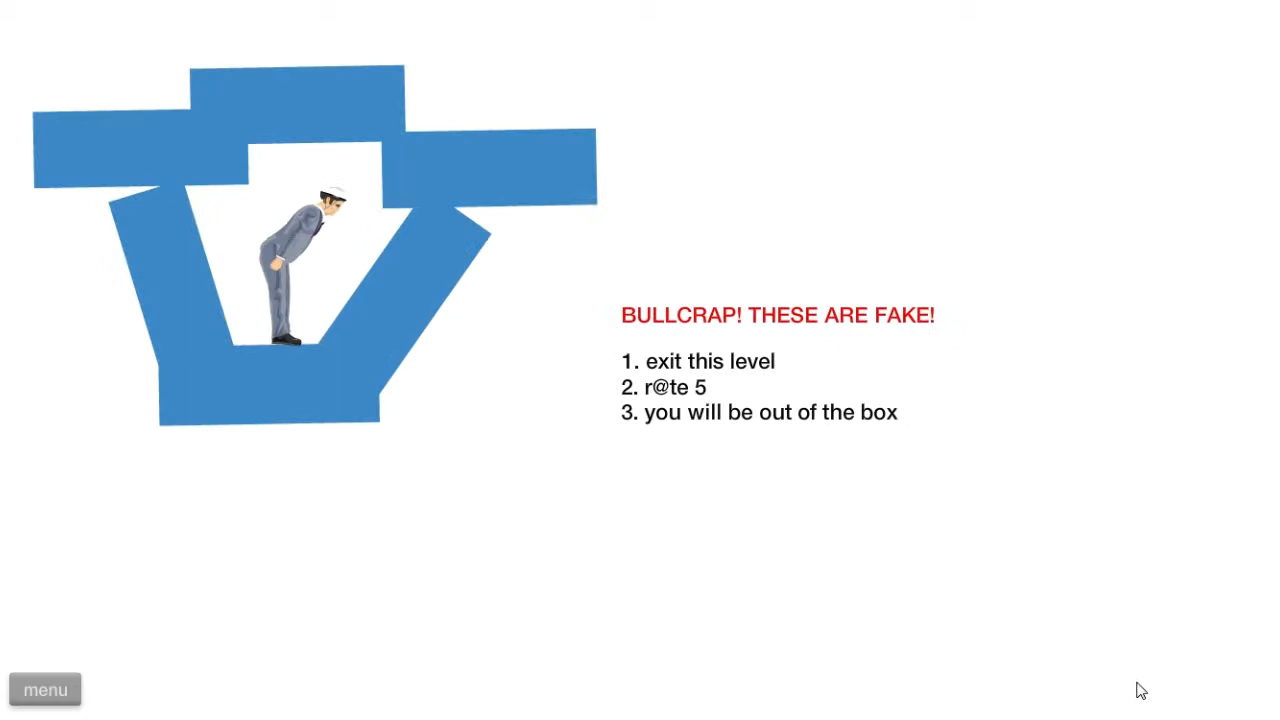 BULLCRAP! THESE ARE FAKE!
1. exit this level
2. r@te 5
3. you will be out of the box
menu